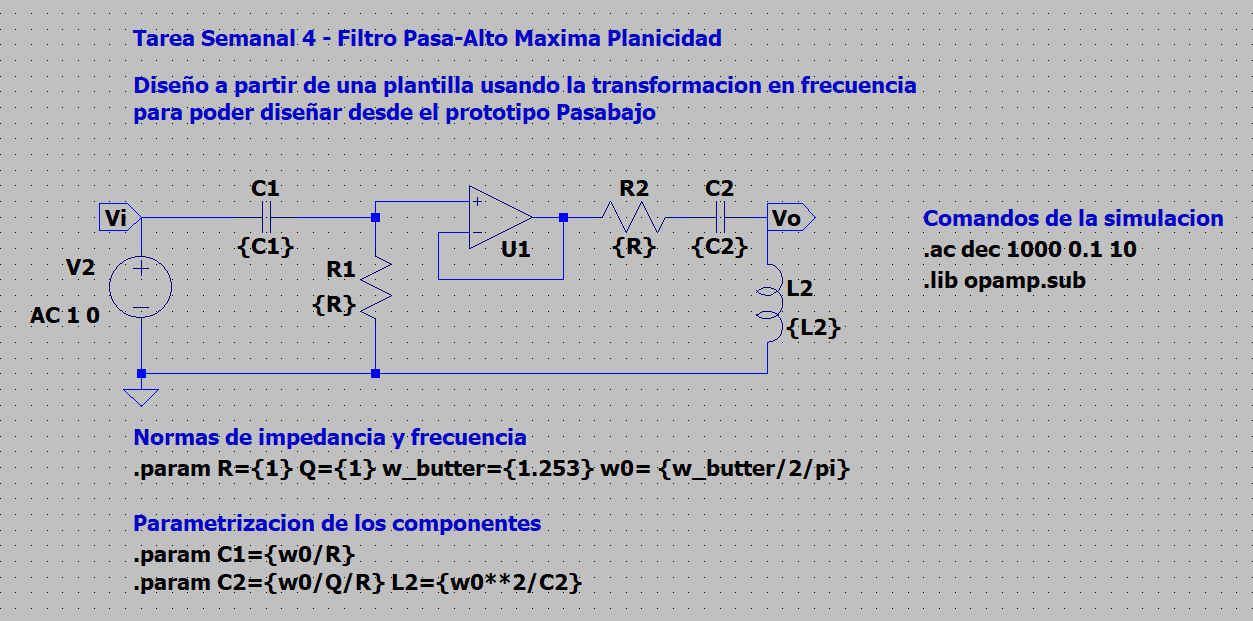 Tarea Semanal 4 - Filtro Pasa-Alto Maxima Planicidad
Diseño a partir de una plantilla usando la transformacion en frecuencia
para poder diseñar desde el prototipo Pasabajo
Vi
C1
{C1}
V2
AC 1 0
R1
{R}
+
−
U1
R2
{R}
C2
{C2}
Vo
L2
{L2}
Comandos de la simulacion
.ac dec 1000 0.1 10
.lib opamp.sub
Normas de impedancia y frecuencia
.param R={1} Q={1} w_butter={1.253} w0= {w_butter/2/pi}
Parametrizacion de los componentes
.param C1={w0/R}
.param C2={w0/Q/R} L2={w0**2/C2}